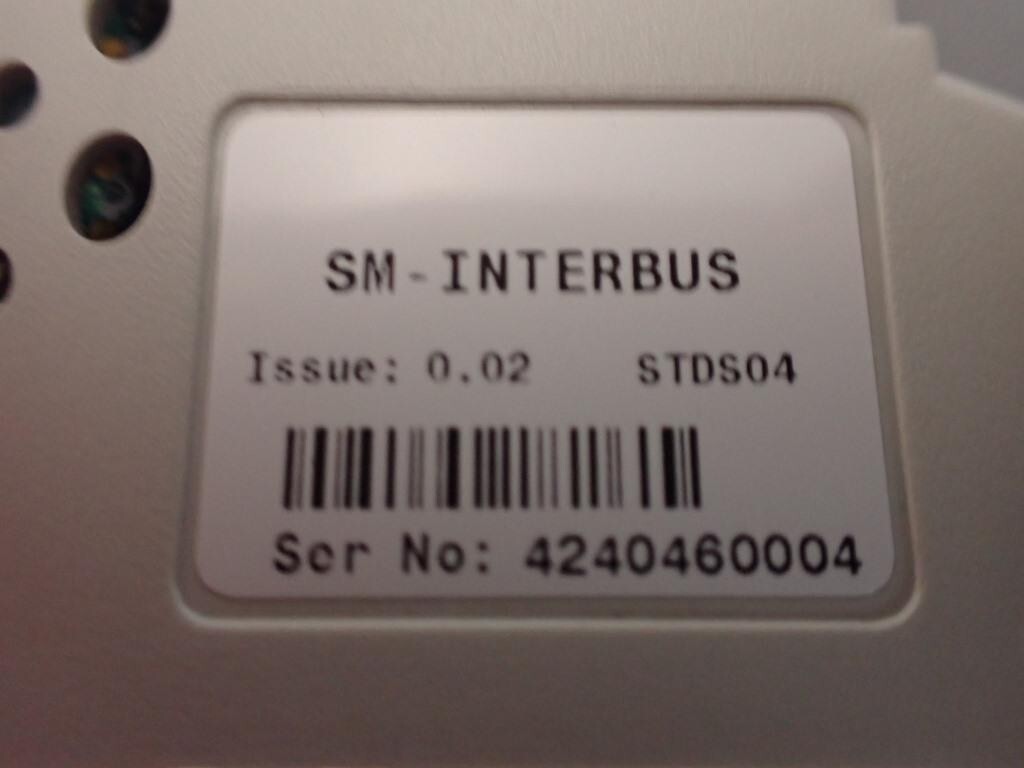 SM-INTERBUS
Issue: 0.02 STDS04
Ser No: 4240460004